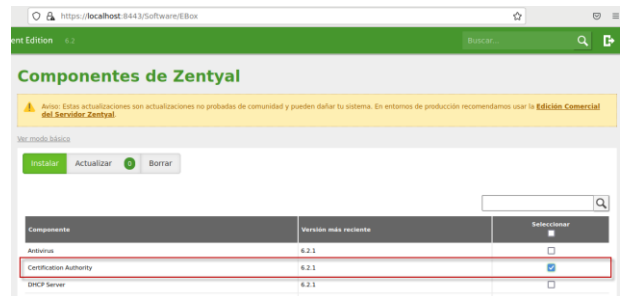 https://localhost:8443/Software/EBox
ent Edition 6.2
Buscar...
Componentes de Zentyal
Aviso: Estas actualizaciones son actualizaciones no probadas de comunidad y pueden dañar tu sistema. En entornos de producción recomendamos usar la Edición Comercial
del Servidor Zentyal.
Ver modo básico
Instalar Actualizar 0 Borrar
Componente Versión más reciente Seleccionar
Antivirus 6.2.1
Certification Authority 6.2.1
DHCP Server 6.2.1